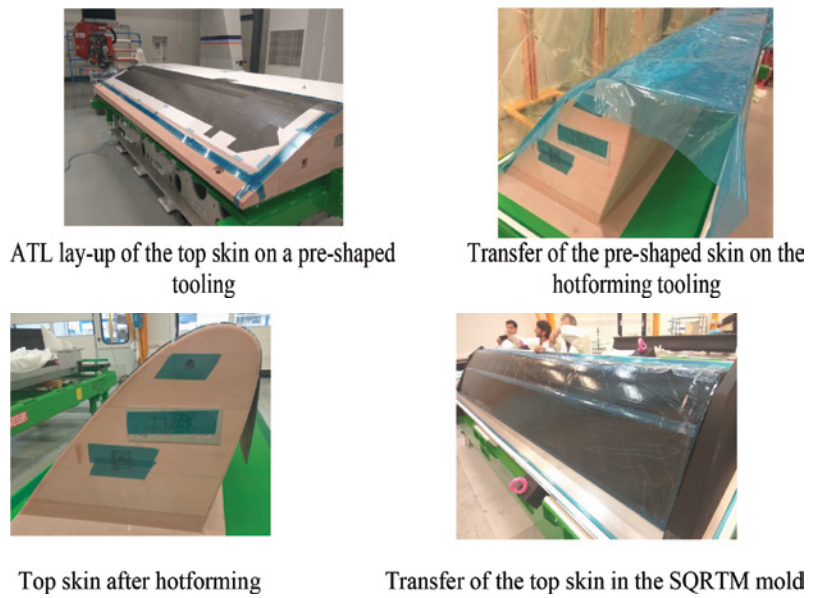 ATL lay-up of the top skin on a pre-shaped
tooling
Transfer of the pre-shaped skin on the
hotforming tooling
Top skin after hotforming
Transfer of the top skin in the SQRTM mold